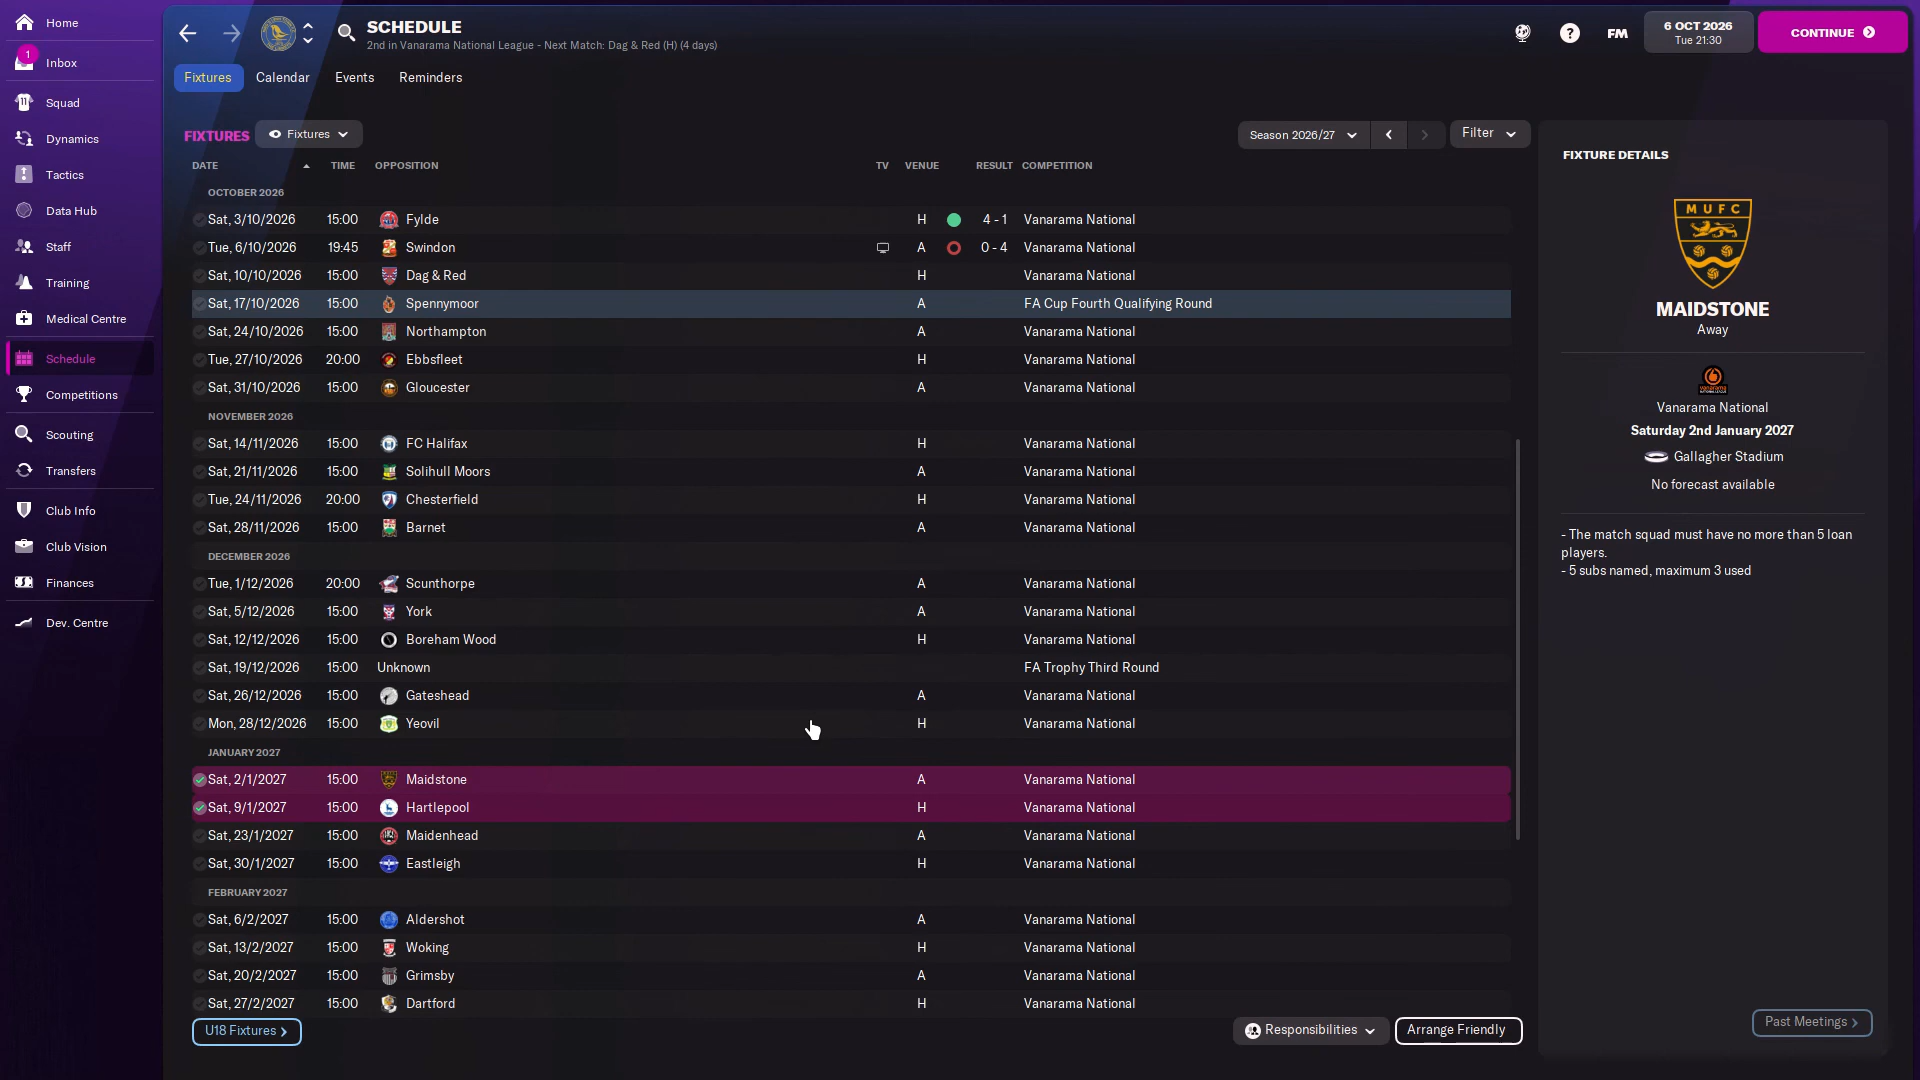 Home
1
Inbox
Squad
Dynamics
Tactics
Data Hub
Staff
Training
Medical Centre
Schedule
Competitions
Scouting
Transfers
Club Info
Club Vision
Finances
Dev. Centre
SCHEDULE
2nd in Vanarama National League - Next Match: Dag & Red (H) (4 days)
? FM
6 OCT 2026
Tue 21:30
CONTINUE
Fixtures Calendar Events Reminders
FIXTURES Fixtures Season 2026/27 Filter
DATE TIME OPPOSITION TV VENUE RESULT COMPETITION
OCTOBER 2026
Sat, 3/10/2026 15:00 Fylde H 4 - 1 Vanarama National
Tue, 6/10/2026 19:45 Swindon A 0 - 4 Vanarama National
Sat, 10/10/2026 15:00 Dag & Red H Vanarama National
Sat, 17/10/2026 15:00 Spennymoor A FA Cup Fourth Qualifying Round
Sat, 24/10/2026 15:00 Northampton A Vanarama National
Tue, 27/10/2026 20:00 Ebbsfleet H Vanarama National
Sat, 31/10/2026 15:00 Gloucester A Vanarama National
NOVEMBER 2026
Sat, 14/11/2026 15:00 FC Halifax H Vanarama National
Sat, 21/11/2026 15:00 Solihull Moors A Vanarama National
Tue, 24/11/2026 20:00 Chesterfield H Vanarama National
Sat, 28/11/2026 15:00 Barnet A Vanarama National
DECEMBER 2026
Tue, 1/12/2026 20:00 Scunthorpe A Vanarama National
Sat, 5/12/2026 15:00 York A Vanarama National
Sat, 12/12/2026 15:00 Boreham Wood H Vanarama National
Sat, 19/12/2026 15:00 Unknown FA Trophy Third Round
Sat, 26/12/2026 15:00 Gateshead A Vanarama National
Mon, 28/12/2026 15:00 Yeovil H Vanarama National
JANUARY 2027
Sat, 2/1/2027 15:00 Maidstone A Vanarama National
Sat, 9/1/2027 15:00 Hartlepool H Vanarama National
Sat, 23/1/2027 15:00 Maidenhead A Vanarama National
Sat, 30/1/2027 15:00 Eastleigh H Vanarama National
FEBRUARY 2027
Sat, 6/2/2027 15:00 Aldershot A Vanarama National
Sat, 13/2/2027 15:00 Woking H Vanarama National
Sat, 20/2/2027 15:00 Grimsby A Vanarama National
Sat, 27/2/2027 15:00 Dartford H Vanarama National
U18 Fixtures Responsibilities Arrange Friendly
FIXTURE DETAILS
MUFC
MAIDSTONE
Away
Vanarama National
Saturday 2nd January 2027
Gallagher Stadium
No forecast available
- The match squad must have no more than 5 loan
players.
- 5 subs named, maximum 3 used
Past Meetings